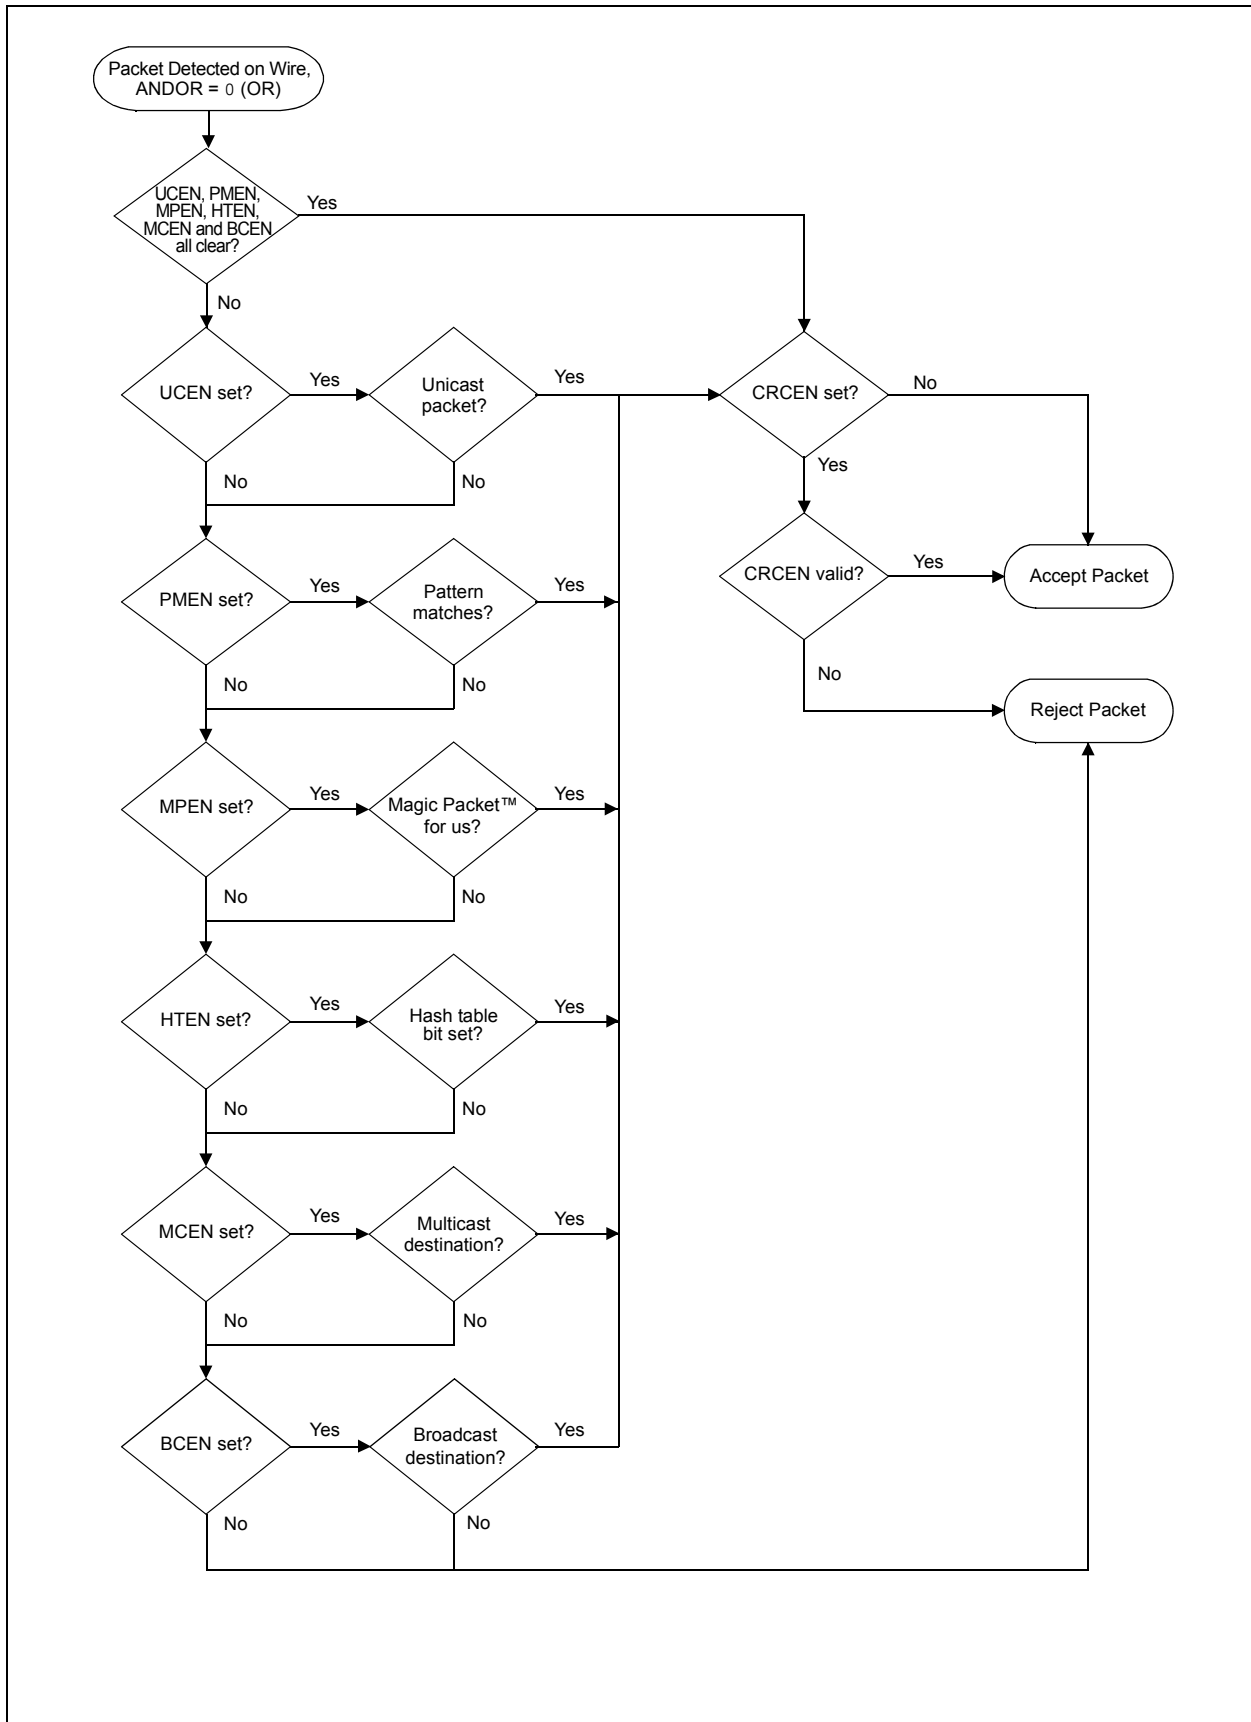 Packet Detected on Wire,
ANDOR = 0 (OR)
UCEN, PMEN,
MPEN, HTEN,
MCEN and BCEN
all clear?
Yes
No
UCEN set?
Yes
Unicast
packet?
Yes
No
No
CRCEN set?
No
Yes
CRCEN valid?
Yes
Accept Packet
No
Reject Packet
PMEN set?
Yes
Pattern
matches?
Yes
No
No
MPEN set?
Yes
Magic Packet™
for us?
Yes
No
No
HTEN set?
Yes
Hash table
bit set?
Yes
No
No
MCEN set?
Yes
Multicast
destination?
Yes
No
No
BCEN set?
Yes
Broadcast
destination?
Yes
No
No